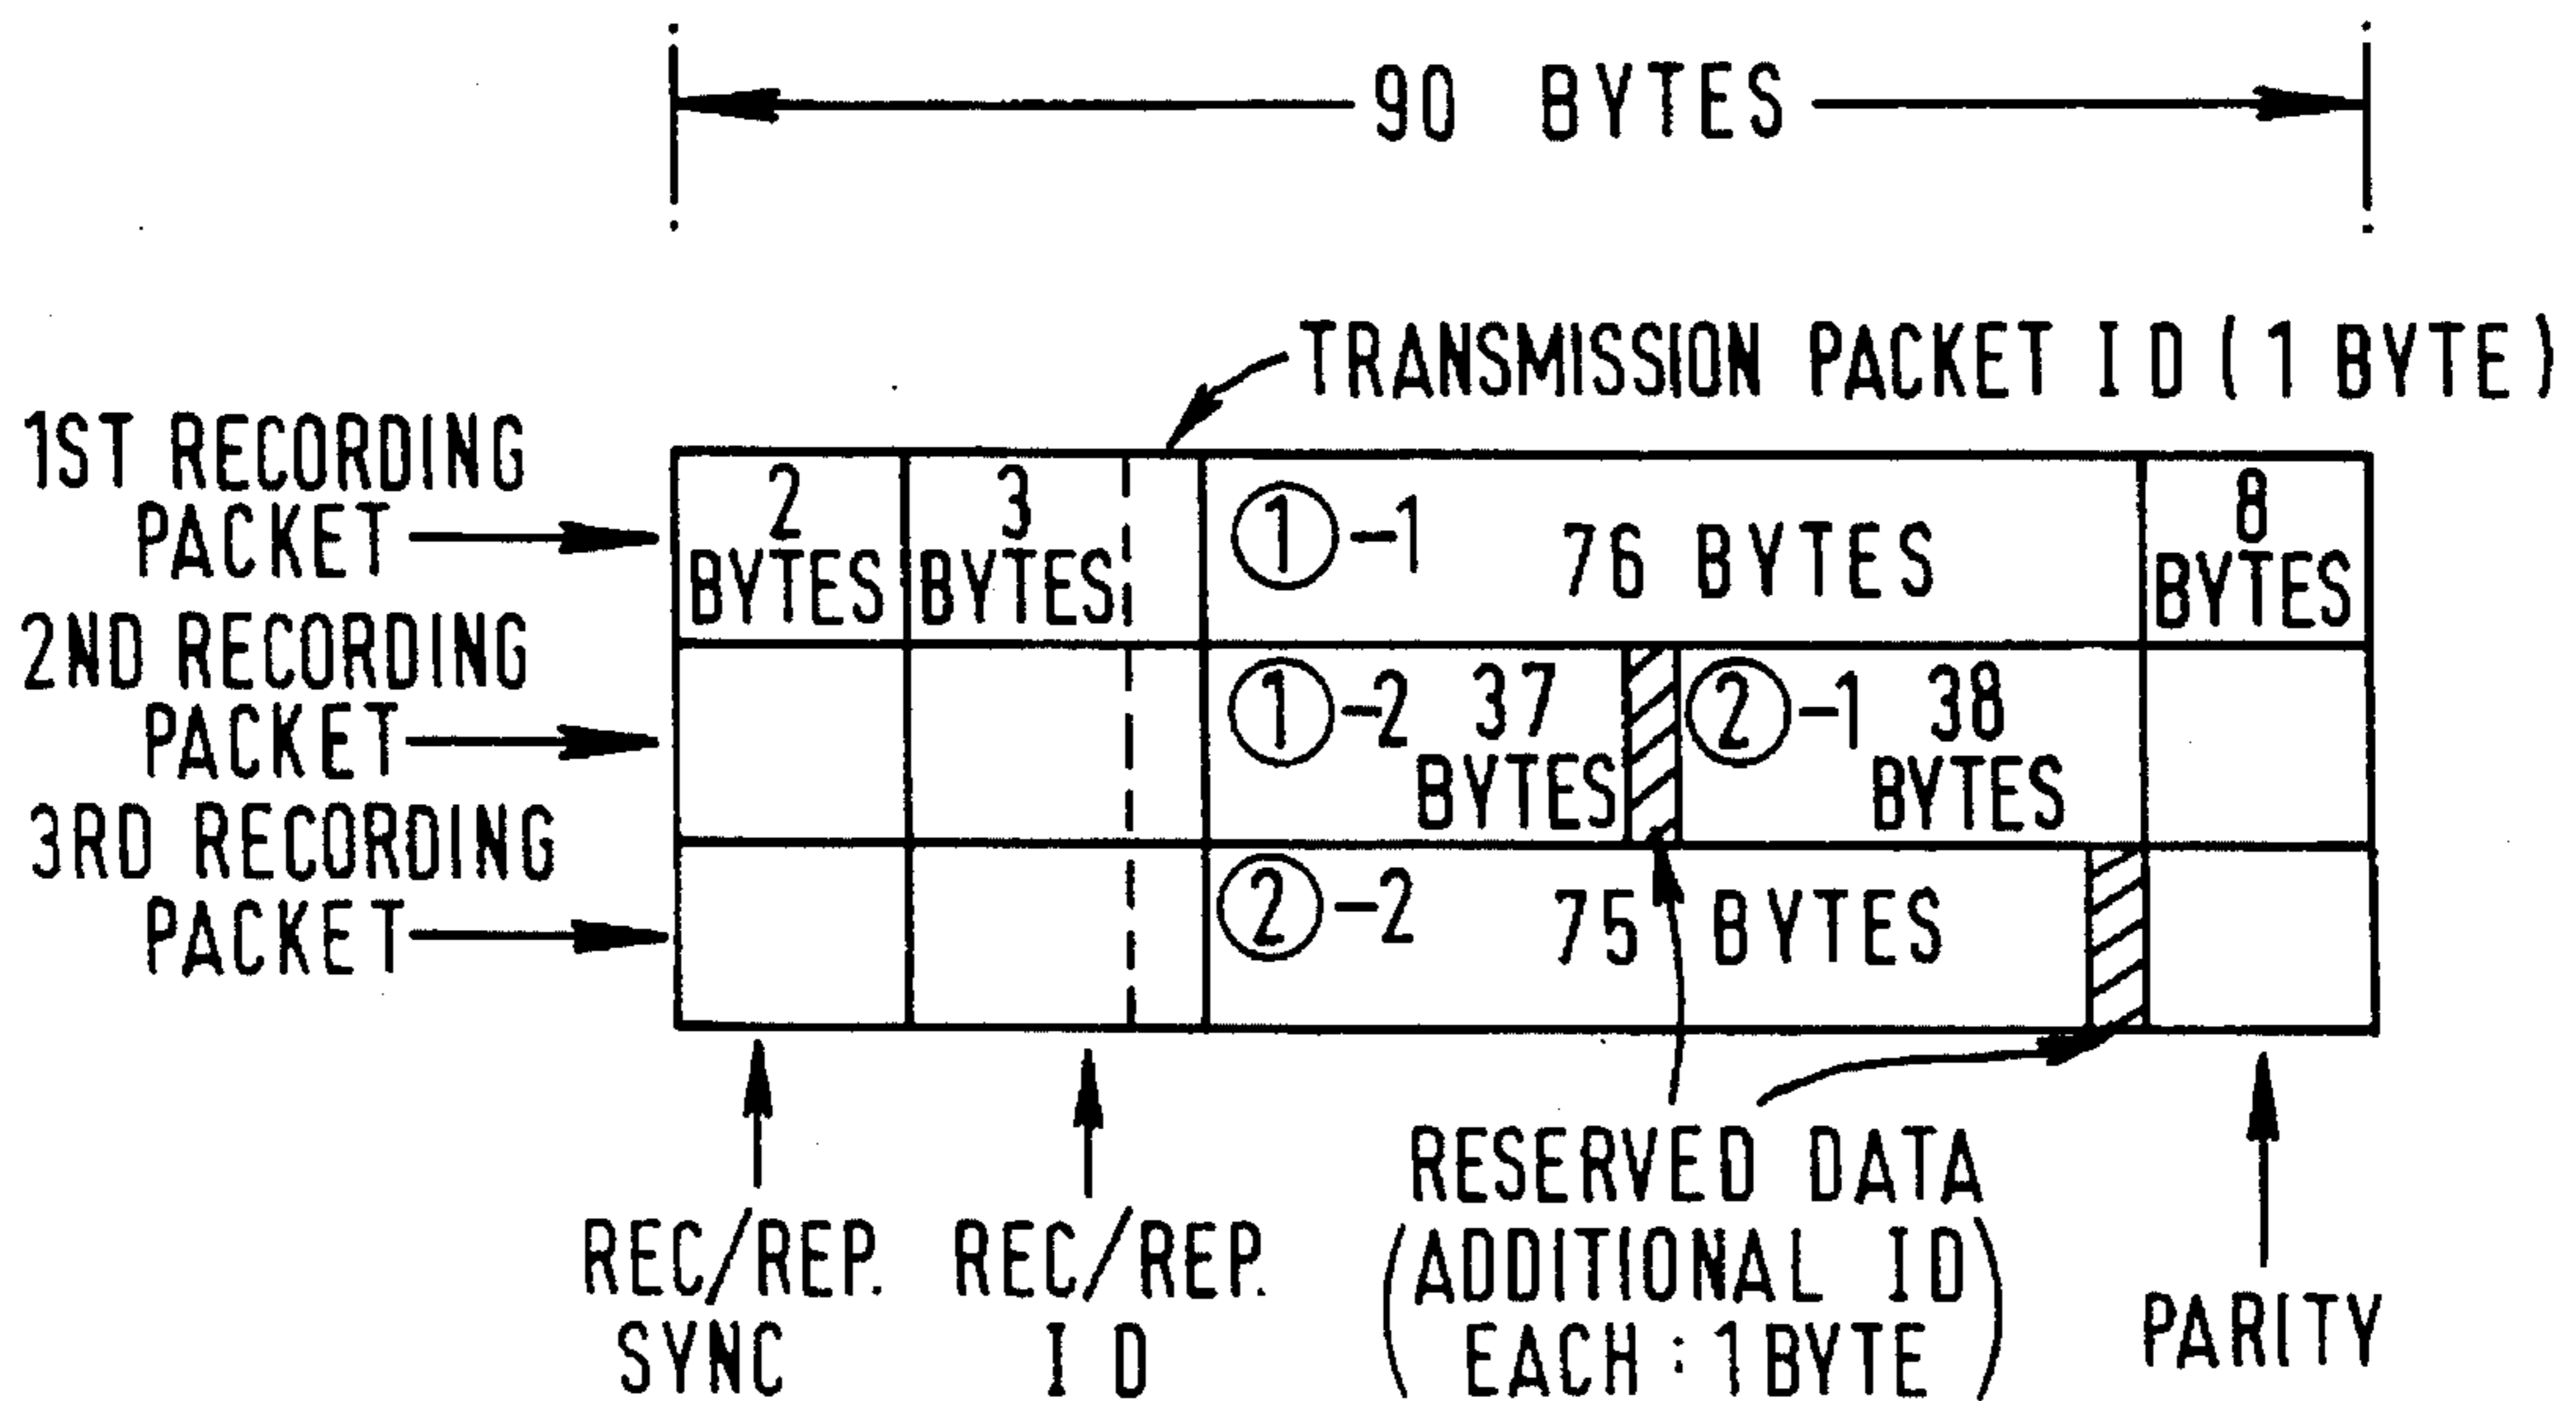 90 BYTES
TRANSMISSION PACKET ID (1 BYTE)
1ST RECORDING
PACKET
2
BYTES
3
BYTES
①-1 76 BYTES
8
BYTES
2ND RECORDING
PACKET
①-2 37
BYTES
②-1 38
BYTES
3RD RECORDING
PACKET
②-2 75 BYTES
REC/REP.
SYNC
REC/REP.
ID
RESERVED DATA
(ADDITIONAL ID
EACH : 1 BYTE)
PARITY